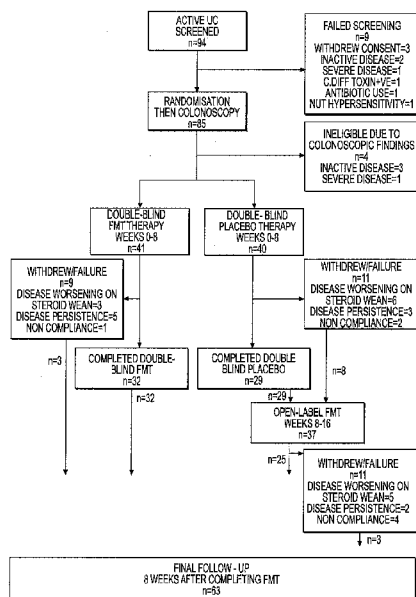 ACTIVE UC
SCREENED
n=94
FAILED SCREENING
n=9
WITHDREW CONSENT=3
INACTIVE DISEASE=2
SEVERE DISEASE=1
C.DIFF TOXIN+VE=1
ANTIBIOTIC USE=1
NUT HYPERSENSITIVITY=1
RANDOMISATION
THEN COLONOSCOPY
n=85
INELIGIBLE DUE TO
COLONOSCOPIC FINDINGS
n=4
INACTIVE DISEASE=3
SEVERE DISEASE=1
DOUBLE-BLIND
FMT THERAPY
WEEKS 0-8
n=41
DOUBLE- BLIND
PLACEBO THERAPY
WEEKS 0-8
n=40
WITHDREW/FAILURE
n=9
DISEASE WORSENING ON
STEROID WEAN=3
DISEASE PERSISTENCE=5
NON COMPLIANCE=1
WITHDREW/FAILURE
n=11
DISEASE WORSENING ON
STEROID WEAN=6
DISEASE PERSISTENCE=3
NON COMPLIANCE=2
n=3
COMPLETED DOUBLE-
BLIND FMT
n=32
COMPLETED DOUBLE
BLIND PLACEBO
n=29
n=8
n=32
n=29
OPEN-LABEL FMT
WEEKS 8-16
n=37
n=25
WITHDREW/FAILURE
n=11
DISEASE WORSENING ON
STEROID WEAN=5
DISEASE PERSISTENCE=2
NON COMPLIANCE=4
n=3
FINAL FOLLOW - UP
8 WEEKS AFTER COMPLETING FMT
n=63